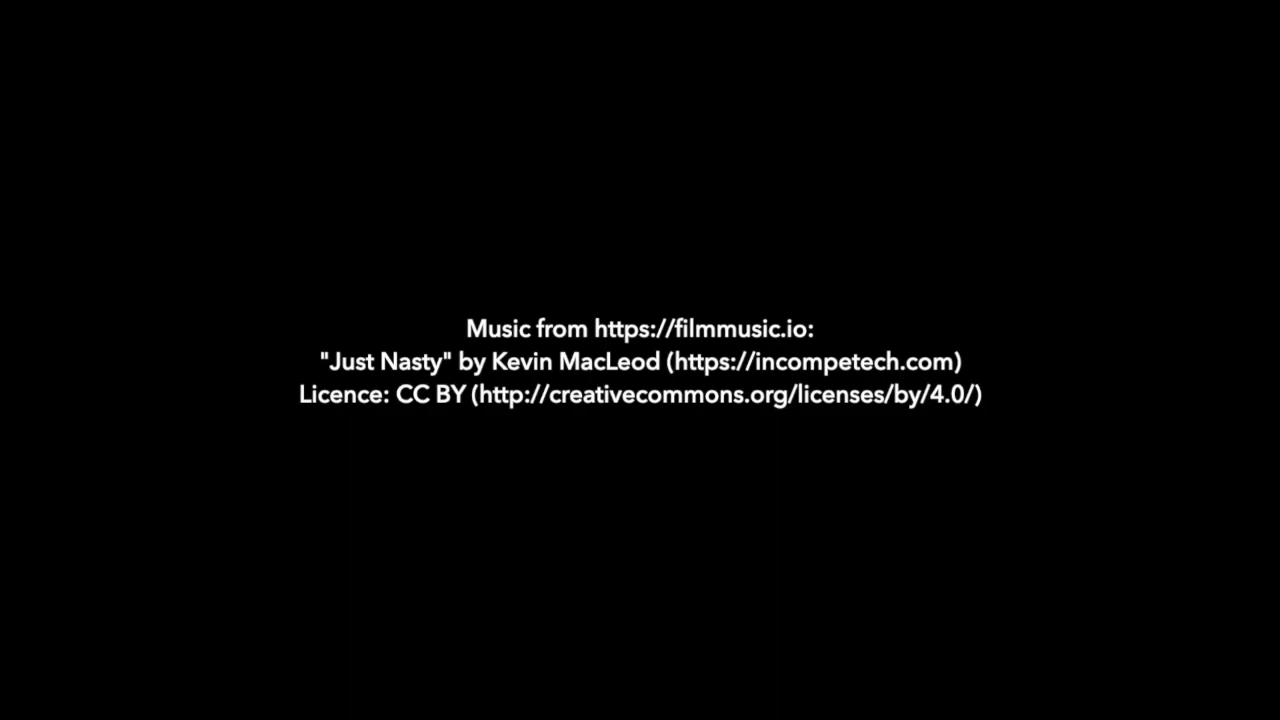 Music from https://filmmusic.io:
"Just Nasty" by Kevin MacLeod (https://incompetech.com)
Licence: CC BY (http://creativecommons.org/licenses/by/4.0/)